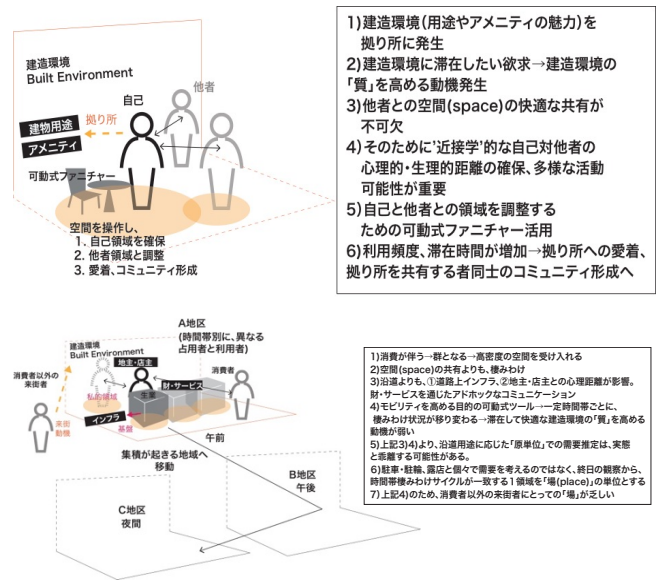 建造環境
Built Environment
他者
自己
拠り所
建物用途
アメニティ
可動式ファニチャー
空間を操作し、
1. 自己領域を確保
2. 他者領域と調整
3. 愛着、コミュニティ形成
1)建造環境(用途やアメニティの魅力)を
拠り所に発生
2)建造環境に滞在したい欲求→建造環境の
「質」を高める動機発生
3)他者との空間(space)の快適な共有が
不可欠
4)そのために'近接学'的な自己対他者の
心理的・生理的距離の確保、多様な活動
可能性が重要
5)自己と他者との領域を調整する
ための可動式ファニチャー活用
6)利用頻度、滞在時間が増加→拠り所への愛着、
拠り所を共有する者同士のコミュニティ形成へ
A地区
(時間帯別に、異なる
占用者と利用者)
建造環境
Built Environment
地主・店主
消費者以外の
来街者
消費者
財・サービス
私的領域
生業
インフラ
基盤
来街
動機
午前
集積が起きる地域へ
移動
B地区
午後
C地区
夜間
1)消費が伴う→群となる→高密度の空間を受け入れる
2)空間(space)の共有よりも、棲みわけ
3)沿道よりも、①道路上インフラ、②地主・店主との心理距離が影響。
財・サービスを通じたアドホックなコミュニケーション
4)モビリティを高める目的の可動式ツール→一定時間帯ごとに、
棲みわけ状況が移り変わる→滞在して快適な建造環境の「質」を高める
動機が弱い
5)上記3)4)より、沿道用途に応じた「原単位」での需要推定は、実態
と乖離する可能性がある。
6)駐車・駐輪、露店と個々で需要を考えるのではなく、終日の観察から、
時間帯棲みわけサイクルが一致する1領域を「場(place)」の単位とする
7)上記4)のため、消費者以外の来街者にとっての「場」が乏しい